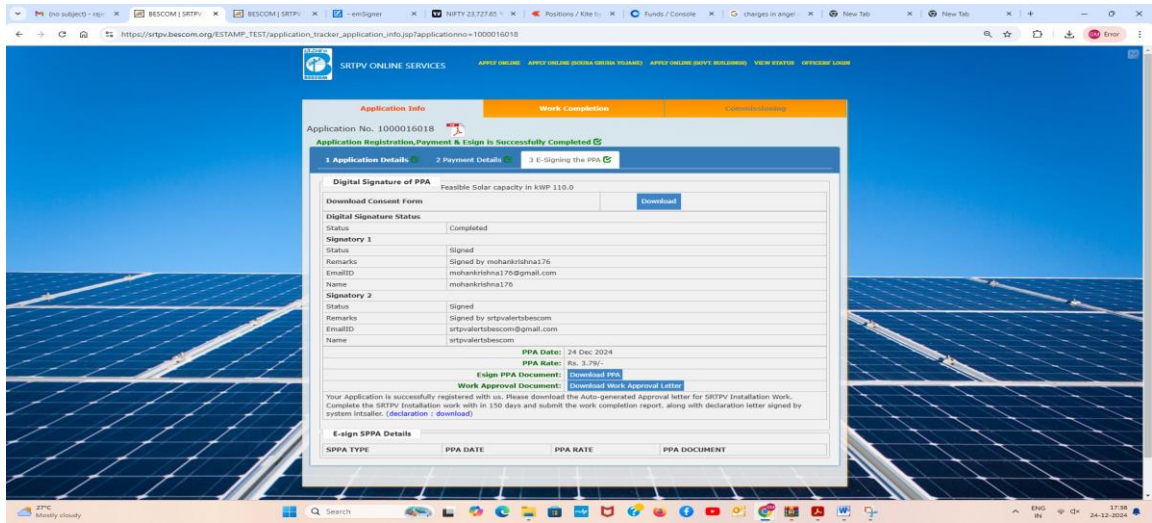 (no subject) - raje
BESCOM | SRTPV
BESCOM | SRTPV
- emSigner
NIFTY 23,727.65
Positions / Kite
Funds / Console
charges in angel
New Tab
New Tab
https://srtpv.bescom.org/ESTAMP_TEST/application_tracker_application_info.jsp?applicationno=1000016018
Error
SRTPV ONLINE SERVICES
APPLY ONLINE APPLY ONLINE (SOURA GRUHA YOJANE) APPLY ONLINE (GOVT BUILDINGS) VIEW STATUS OFFICERS' LOGIN
Application Info Work Completion Commissioning
Application No. 1000016018
Application Registration,Payment & Esign is Successfully Completed
1 Application Details 2 Payment Details 3 E-Signing the PPA
Digital Signature of PPA
Feasible Solar capacity in kWP 110.0
Download Consent Form Download
Digital Signature Status
Status Completed
Signatory 1
Status Signed
Remarks Signed by mohankrishna176
EmailID mohankrishna176@gmail.com
Name mohankrishna176
Signatory 2
Status Signed
Remarks Signed by srtpvalertsbescom
EmailID srtpvalertsbescom@gmail.com
Name srtpvalertsbescom
PPA Date: 24 Dec 2024
PPA Rate: Rs. 3.79/-
Esign PPA Document: Download PPA
Work Approval Document: Download Work Approval Letter
Your Application is successfully registered with us. Please download the Auto-generated Approval letter for SRTPV Installation Work.
Complete the SRTPV Installation work with in 150 days and submit the work completion report, along with declaration letter signed by
system intsaller. (declaration : download)
E-sign SPPA Details
SPPA TYPE PPA DATE PPA RATE PPA DOCUMENT
27°C
Mostly cloudy
Search
ENG
IN
17:38
24-12-2024